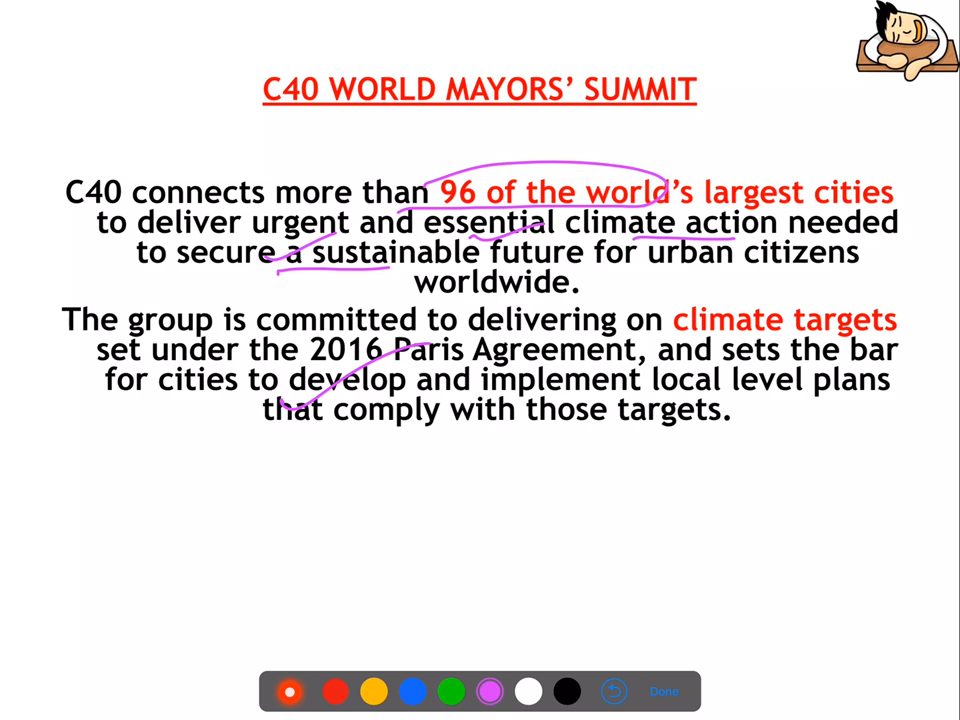 C40 WORLD MAYORS’ SUMMIT
C40 connects more than 96 of the world’s largest cities
to deliver urgent and essential climate action needed
to secure a sustainable future for urban citizens
worldwide.
The group is committed to delivering on climate targets
set under the 2016 Paris Agreement, and sets the bar
for cities to develop and implement local level plans
that comply with those targets.
Done